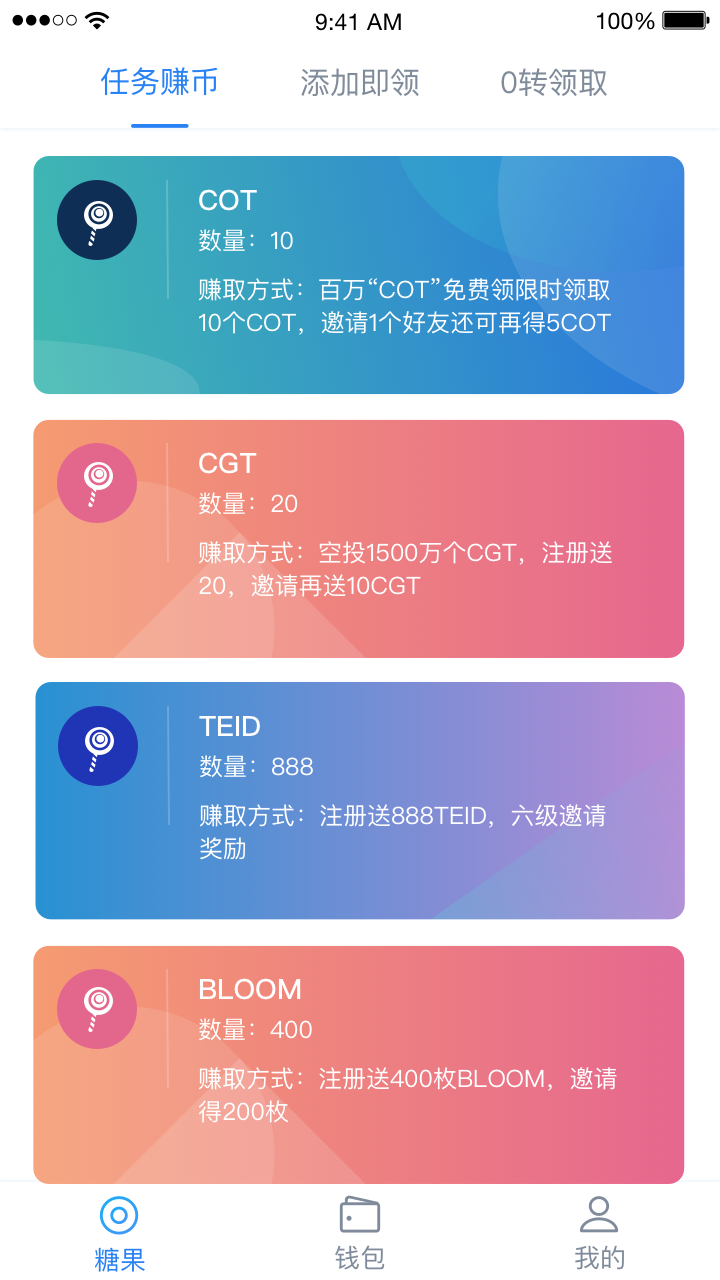 9:41 AM 100%
任务赚币 添加即领 0转领取
COT
数量：10
赚取方式：百万“COT”免费领限时领取
10个COT，邀请1个好友还可再得5COT
CGT
数量：20
赚取方式：空投1500万个CGT，注册送
20，邀请再送10CGT
TEID
数量：888
赚取方式：注册送888TEID，六级邀请
奖励
BLOOM
数量：400
赚取方式：注册送400枚BLOOM，邀请
得200枚
糖果 钱包 我的